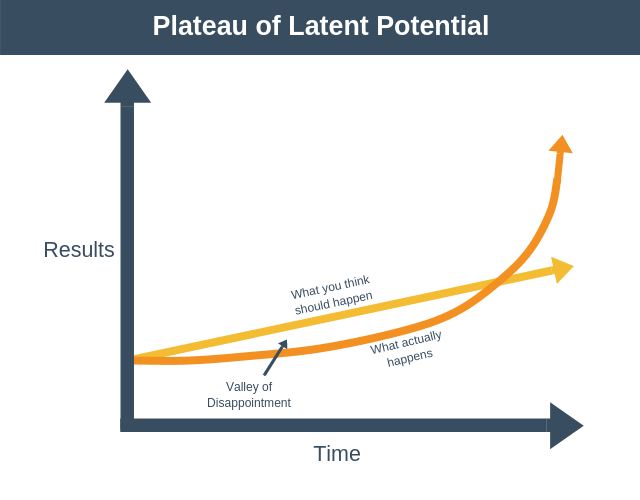 Plateau of Latent Potential
Results
What you think
should happen
What actually
happens
Valley of
Disappointment
Time